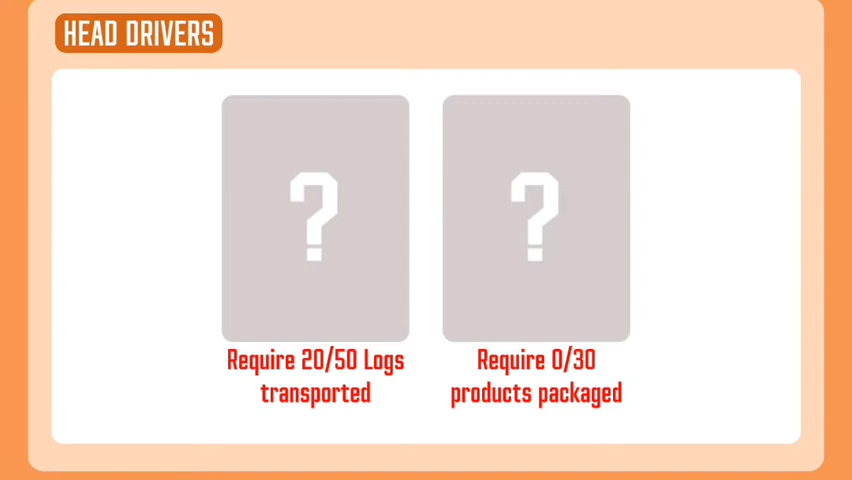 HEAD DRIVERS
?
?
Require 20/50 Logs
transported
Require 0/30
products packaged